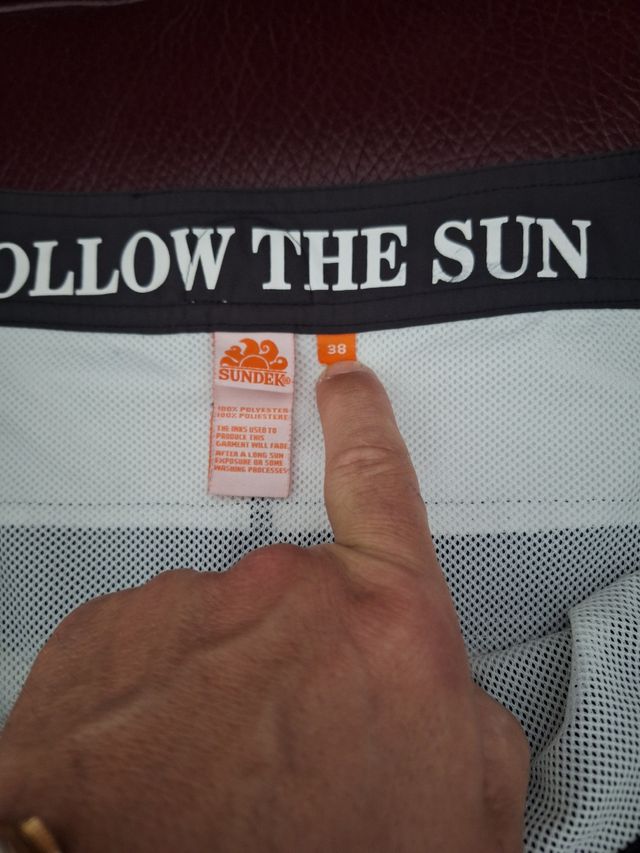 OLLOW THE SUN
SUNDEK®
38
100% POLYESTER
100% POLIESTERE
THE INKS USED TO
PRODUCE THIS
GARMENT WILL FADE
AFTER A LONG SUN
EXPOSURE OR SOME
WASHING PROCESSES